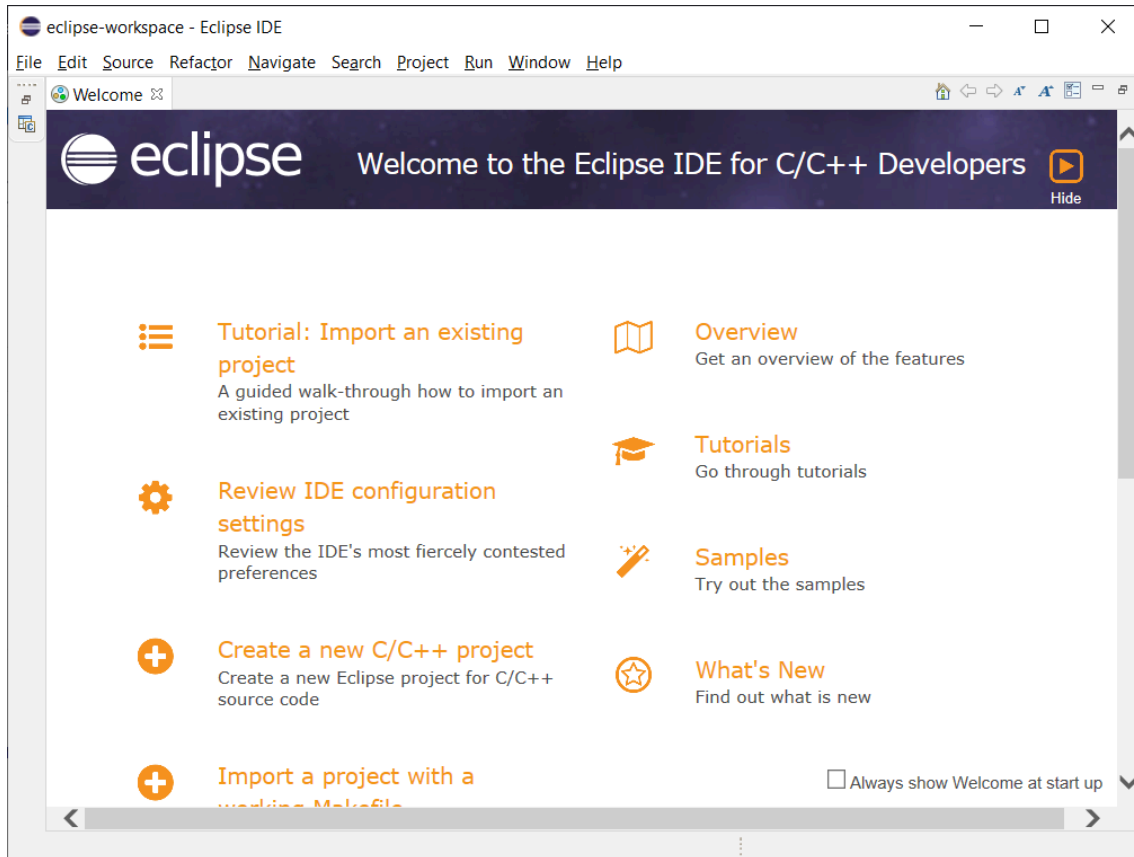 eclipse-workspace - Eclipse IDE
File Edit Source Refactor Navigate Search Project Run Window Help
Welcome
eclipse
Welcome to the Eclipse IDE for C/C++ Developers
Hide
Tutorial: Import an existing
project
A guided walk-through how to import an
existing project
Review IDE configuration
settings
Review the IDE's most fiercely contested
preferences
Create a new C/C++ project
Create a new Eclipse project for C/C++
source code
Import a project with a
working Makefile
Overview
Get an overview of the features
Tutorials
Go through tutorials
Samples
Try out the samples
What's New
Find out what is new
Always show Welcome at start up